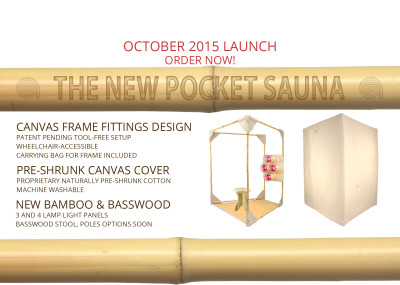 OCTOBER 2015 LAUNCH
ORDER NOW!
THE NEW POCKET SAUNA
CANVAS FRAME FITTINGS DESIGN
PATENT PENDING TOOL-FREE SETUP
WHEELCHAIR-ACCESSIBLE
CARRYING BAG FOR FRAME INCLUDED
PRE-SHRUNK CANVAS COVER
PROPRIETARY NATURALLY PRE-SHRUNK COTTON
MACHINE WASHABLE
NEW BAMBOO & BASSWOOD
3 AND 4 LAMP LIGHT PANELS
BASSWOOD STOOL, POLES OPTIONS SOON